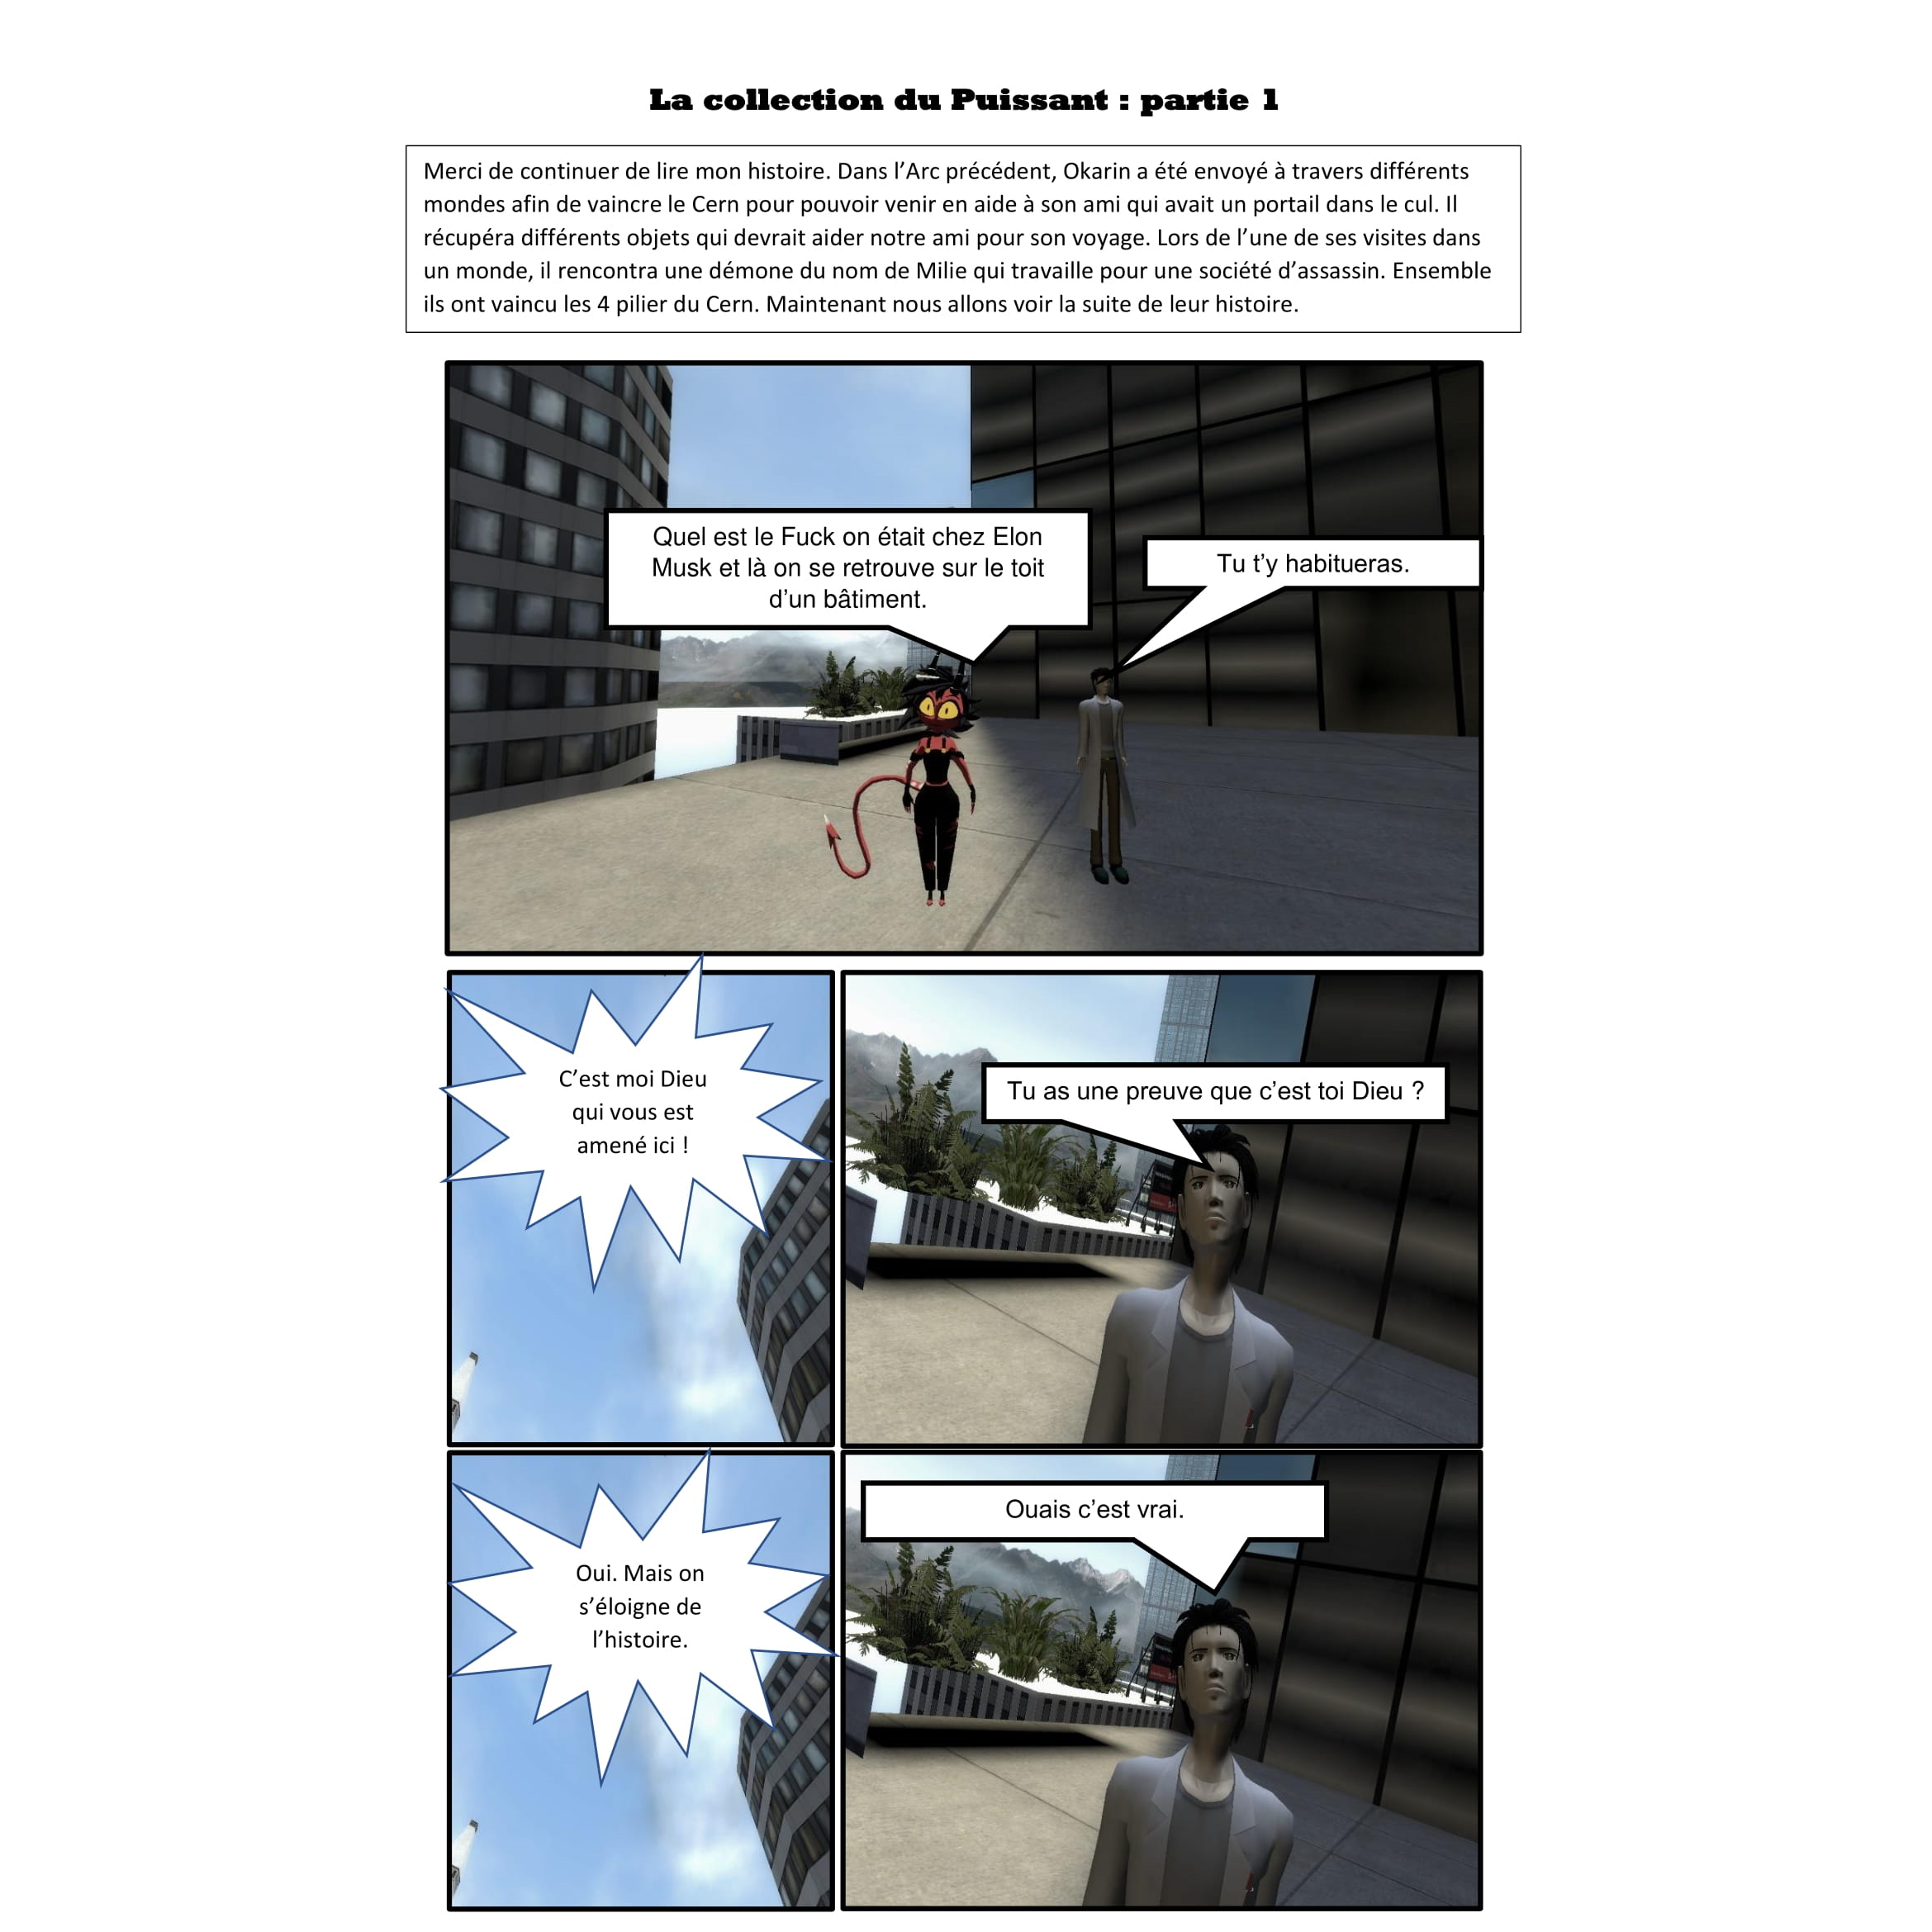 La collection du Puissant : partie 1
Merci de continuer de lire mon histoire. Dans l’Arc précédent, Okarin a été envoyé à travers différents
mondes afin de vaincre le Cern pour pouvoir venir en aide à son ami qui avait un portail dans le cul. Il
récupéra différents objets qui devrait aider notre ami pour son voyage. Lors de l’une de ses visites dans
un monde, il rencontra une démone du nom de Milie qui travaille pour une société d’assassin. Ensemble
ils ont vaincu les 4 pilier du Cern. Maintenant nous allons voir la suite de leur histoire.
Quel est le Fuck on était chez Elon
Musk et là on se retrouve sur le toit
d’un bâtiment.
Tu t’y habitueras.
C’est moi Dieu
qui vous est
amené ici !
Tu as une preuve que c’est toi Dieu ?
Oui. Mais on
s’éloigne de
l’histoire.
Ouais c’est vrai.